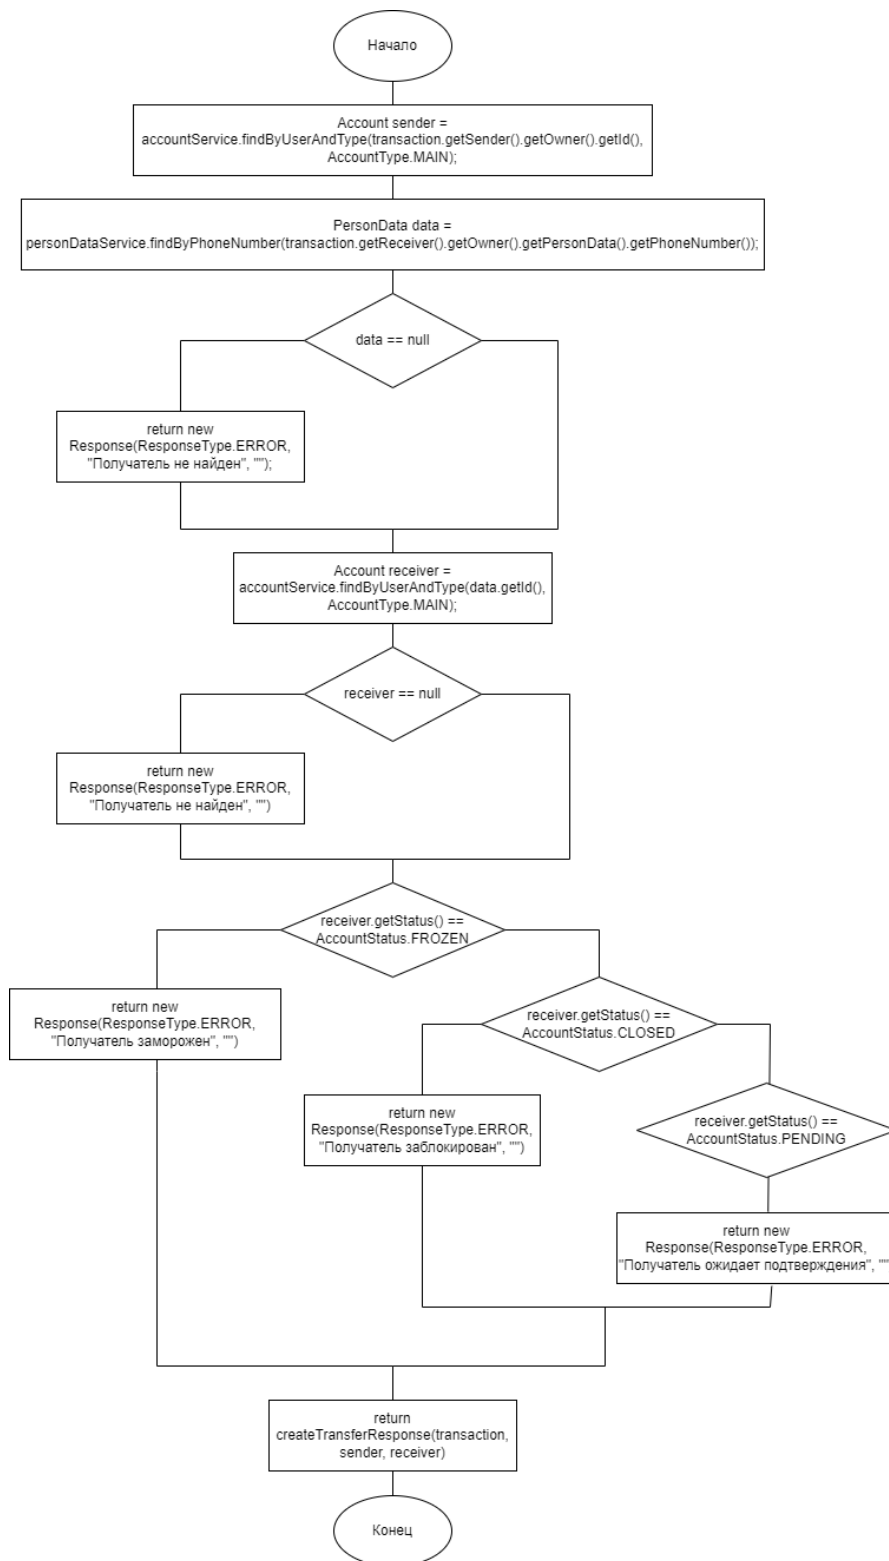 Начало
Account sender =
accountService.findByUserAndType(transaction.getSender().getOwner().getId(),
AccountType.MAIN);
PersonData data =
personDataService.findByPhoneNumber(transaction.getReceiver().getOwner().getPersonData().getPhoneNumber());
data == null
return new
Response(ResponseType.ERROR,
"Получатель не найден", "");
Account receiver =
accountService.findByUserAndType(data.getId(),
AccountType.MAIN);
receiver == null
return new
Response(ResponseType.ERROR,
"Получатель не найден", "")
receiver.getStatus() ==
AccountStatus.FROZEN
return new
Response(ResponseType.ERROR,
"Получатель заморожен", "")
receiver.getStatus() ==
AccountStatus.CLOSED
return new
Response(ResponseType.ERROR,
"Получатель заблокирован", "")
receiver.getStatus() ==
AccountStatus.PENDING
return new
Response(ResponseType.ERROR,
"Получатель ожидает подтверждения", ""
return
createTransferResponse(transaction,
sender, receiver)
Конец